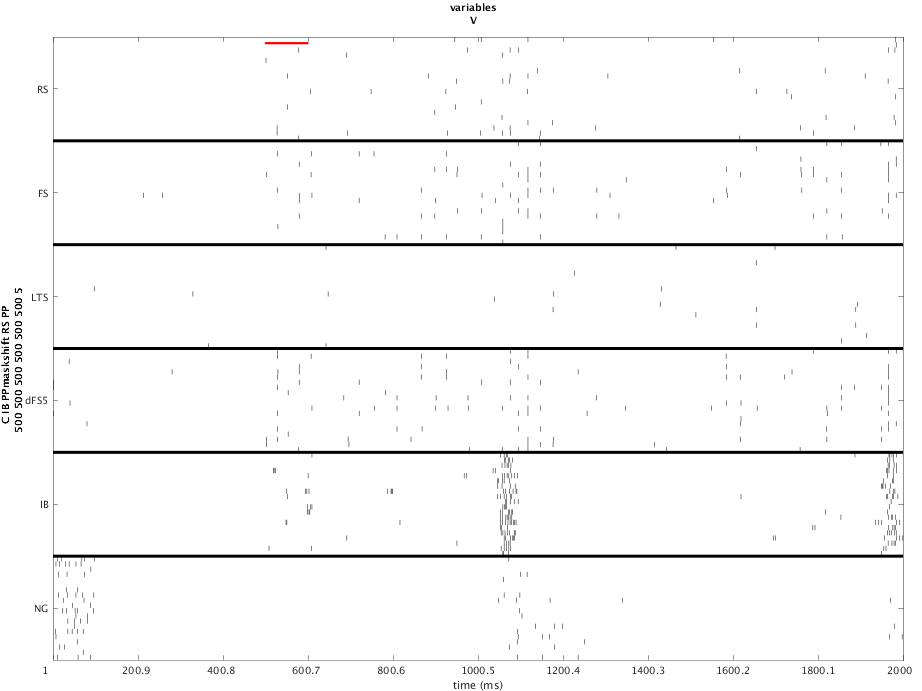 variables
V
RS
FS
LTS
dFS5
IB
NG
C IB PPmaskshift RS PP
500 500 500 500 500 500 5
1 200.9 400.8 600.7 800.6 1000.5 1200.4 1400.3 1600.2 1800.1 2000
time (ms)